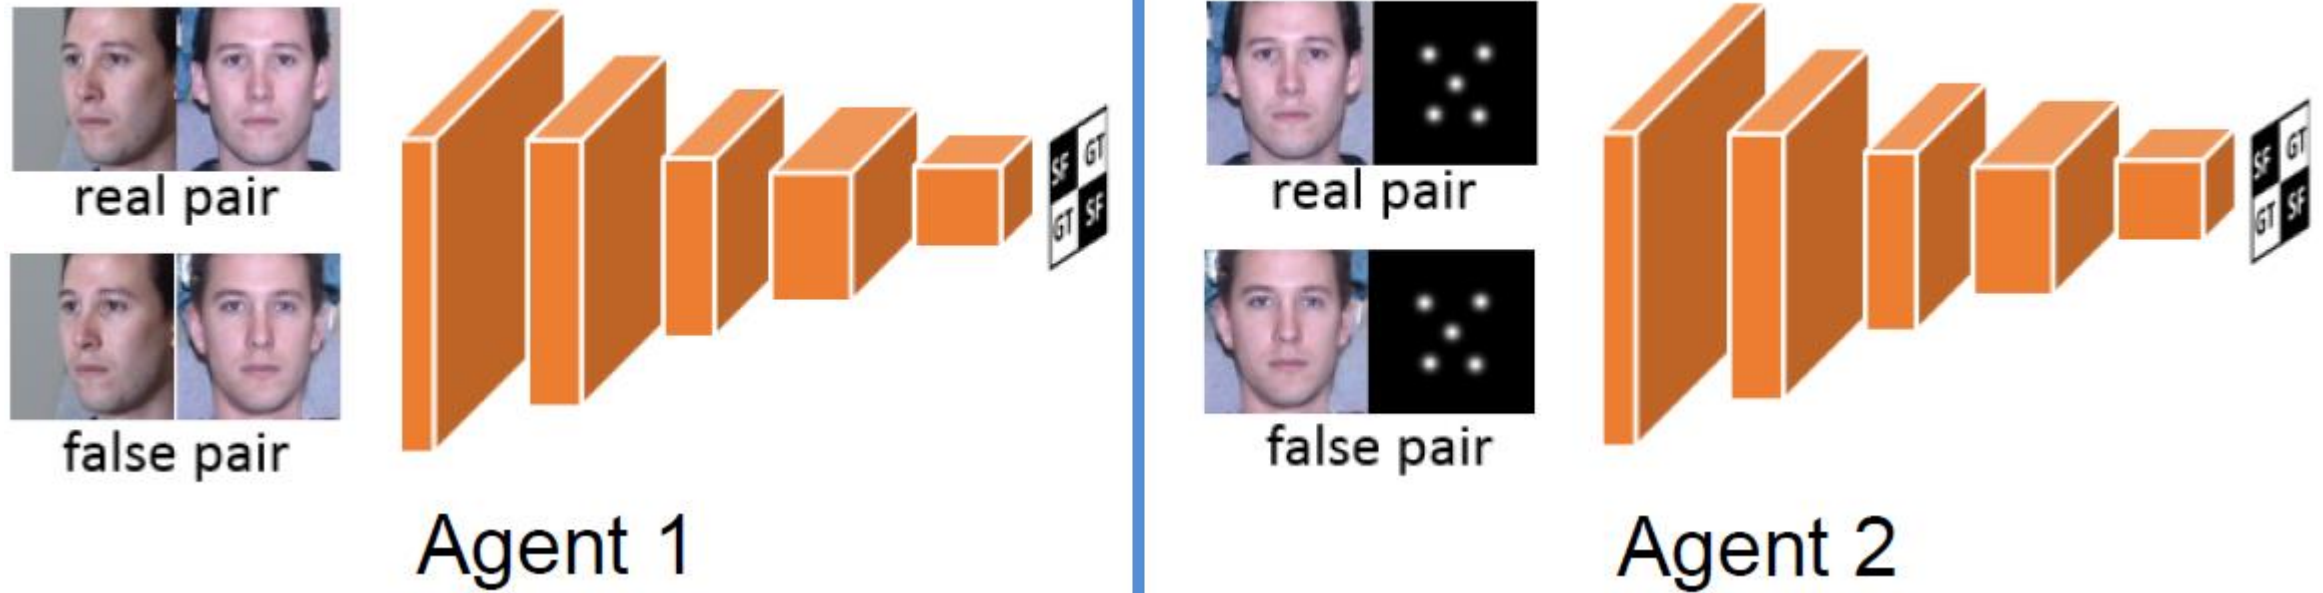 real pair
false pair
SF GT
GT SF
Agent 1
real pair
false pair
SF GT
GT SF
Agent 2